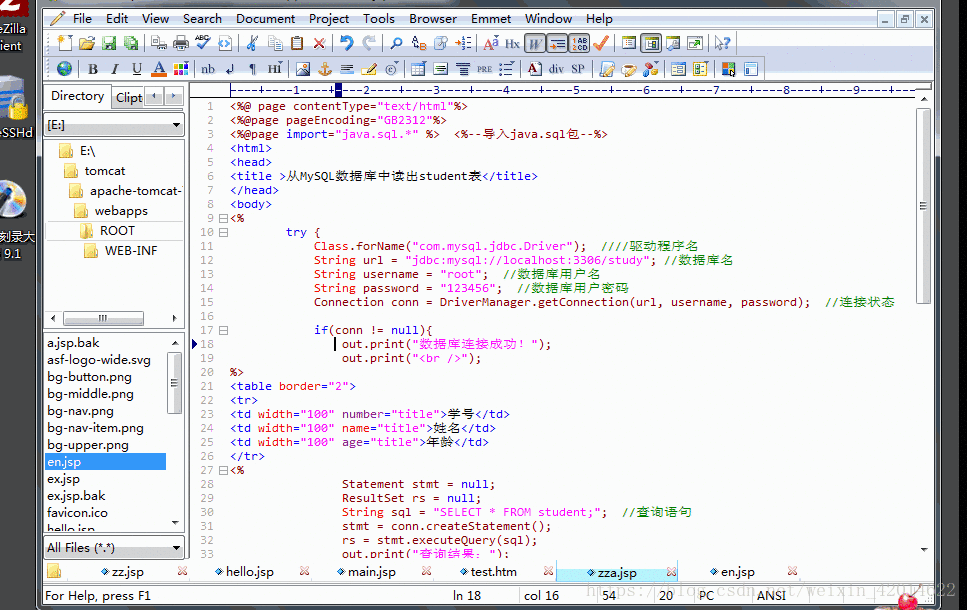 Zilla
ient
eSSHd
刻录大
9.1
File Edit View Search Document Project Tools Browser Emmet Window Help
Directory Clipt
[E:]
E:\
tomcat
apache-tomcat-
webapps
ROOT
WEB-INF
a.jsp.bak
asf-logo-wide.svg
bg-button.png
bg-middle.png
bg-nav.png
bg-nav-item.png
bg-upper.png
en.jsp
ex.jsp
ex.jsp.bak
favicon.ico
hello.jsp
All Files (*.*)
----+----1----+----2----+----3----+----4----+----5----+----6----+----7----+----8----+----9----+--
1 <%@ page contentType="text/html"%>
2 <%@page pageEncoding="GB2312"%>
3 <%@page import="java.sql.*" %>  <%--导入java.sql包--%>
4 <html>
5 <head>
6 <title >从MySQL数据库中读出student表</title>
7 </head>
8 <body>
9 <%
10 try {
11 Class.forName("com.mysql.jdbc.Driver");  ////驱动程序名
12 String url = "jdbc:mysql://localhost:3306/study"; //数据库名
13 String username = "root";  //数据库用户名
14 String password = "123456";  //数据库用户密码
15 Connection conn = DriverManager.getConnection(url, username, password);  //连接状态
16
17 if(conn != null){
18 out.print("数据库连接成功！");
19 out.print("<br />");
20 %>
21 <table border="2">
22 <tr>
23 <td width="100" number="title">学号</td>
24 <td width="100" name="title">姓名</td>
25 <td width="100" age="title">年龄</td>
26 </tr>
27 <%
28 Statement stmt = null;
29 ResultSet rs = null;
30 String sql = "SELECT * FROM student;";  //查询语句
31 stmt = conn.createStatement();
32 rs = stmt.executeQuery(sql);
33 out.print("查询结果：");
zz.jsp hello.jsp main.jsp test.htm zza.jsp en.jsp
For Help, press F1 ln 18 col 16 54 20 PC ANSI